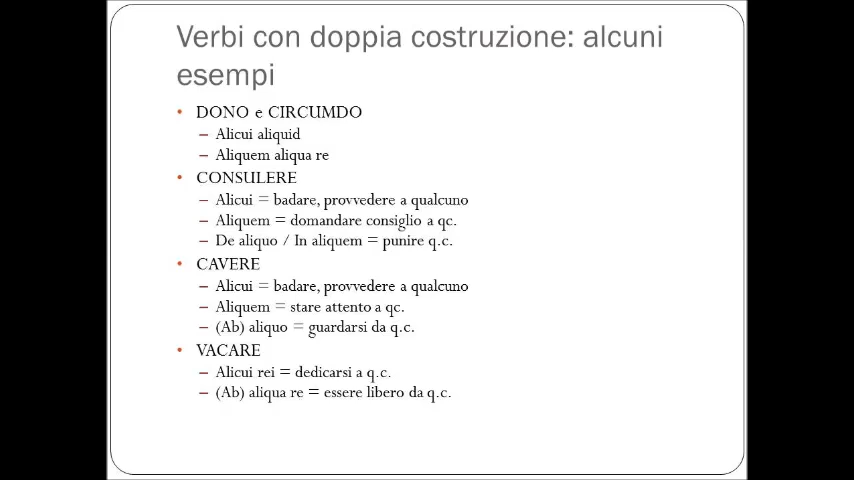 Verbi con doppia costruzione: alcuni
esempi
• DONO e CIRCUMDO
– Alicui aliquid
– Aliquem aliqua re
• CONSULERE
– Alicui = badare, provvedere a qualcuno
– Aliquem = domandare consiglio a qc.
– De aliquo / In aliquem = punire q.c.
• CAVERE
– Alicui = badare, provvedere a qualcuno
– Aliquem = stare attento a qc.
– (Ab) aliquo = guardarsi da q.c.
• VACARE
– Alicui rei = dedicarsi a q.c.
– (Ab) aliqua re = essere libero da q.c.